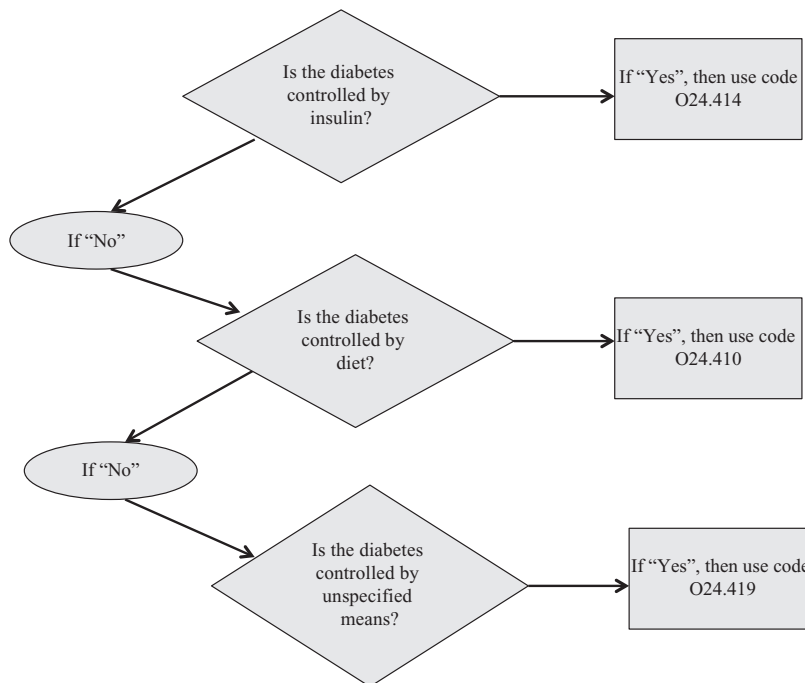 Is the diabetes
controlled by
insulin?
If “Yes”, then use code
O24.414
If “No”
Is the diabetes
controlled by
diet?
If “Yes”, then use code
O24.410
If “No”
Is the diabetes
controlled by
unspecified
means?
If “Yes”, then use code
O24.419